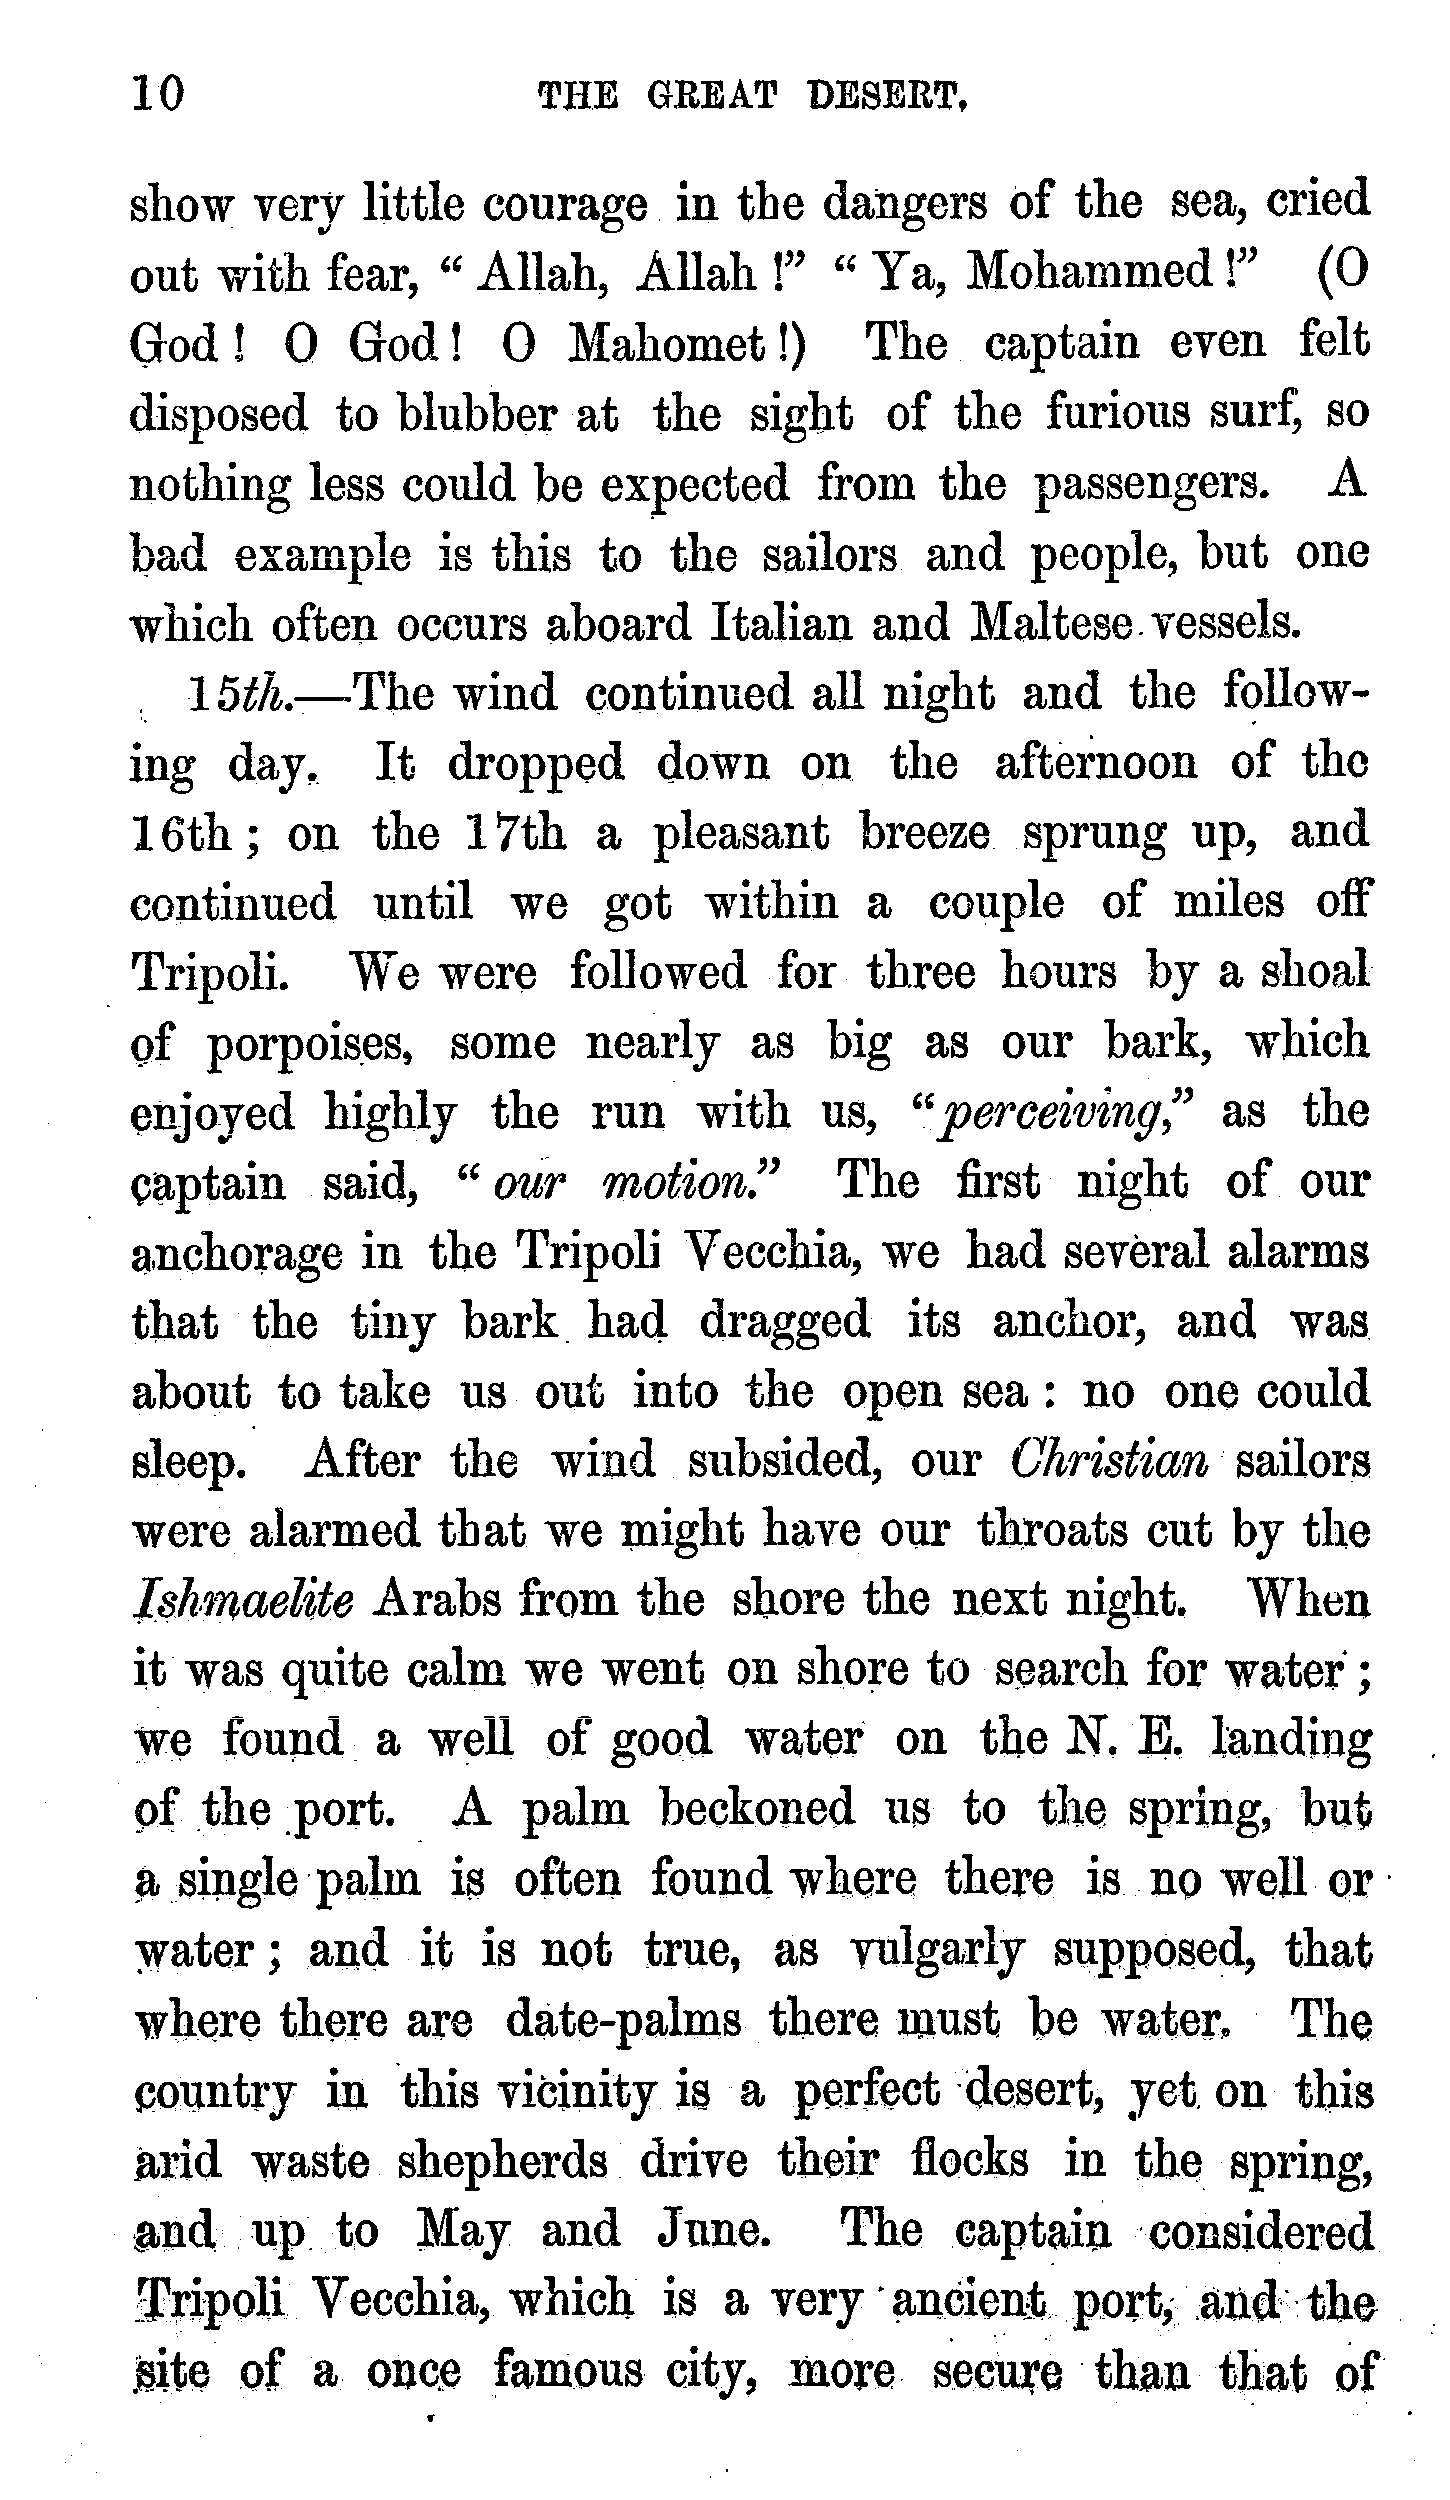 10 THE GREAT DESERT.
show very little courage in the dangers of the sea, cried
out with fear, “ Allah, Allah !” “ Ya, Mohammed !” (O
God ! O God ! O Mahomet !) The captain even felt
disposed to blubber at the sight of the furious surf, so
nothing less could be expected from the passengers. A
bad example is this to the sailors and people, but one
which often occurs aboard Italian and Maltese vessels.
15th.—The wind continued all night and the follow-
ing day. It dropped down on the afternoon of the
16th ; on the 17th a pleasant breeze sprung up, and
continued until we got within a couple of miles off
Tripoli. We were followed for three hours by a shoal
of porpoises, some nearly as big as our bark, which
enjoyed highly the run with us, “perceiving,” as the
captain said, “ our motion.” The first night of our
anchorage in the Tripoli Vecchia, we had several alarms
that the tiny bark had dragged its anchor, and was
about to take us out into the open sea : no one could
sleep. After the wind subsided, our Christian sailors
were alarmed that we might have our throats cut by the
Ishmaelite Arabs from the shore the next night. When
it was quite calm we went on shore to search for water ;
we found a well of good water on the N. E. landing
of the port. A palm beckoned us to the spring, but
a single palm is often found where there is no well or
water ; and it is not true, as vulgarly supposed, that
where there are date-palms there must be water. The
country in this vicinity is a perfect desert, yet on this
arid waste shepherds drive their flocks in the spring,
and up to May and June. The captain considered
Tripoli Vecchia, which is a very ancient port, and the
site of a once famous city, more secure than that of